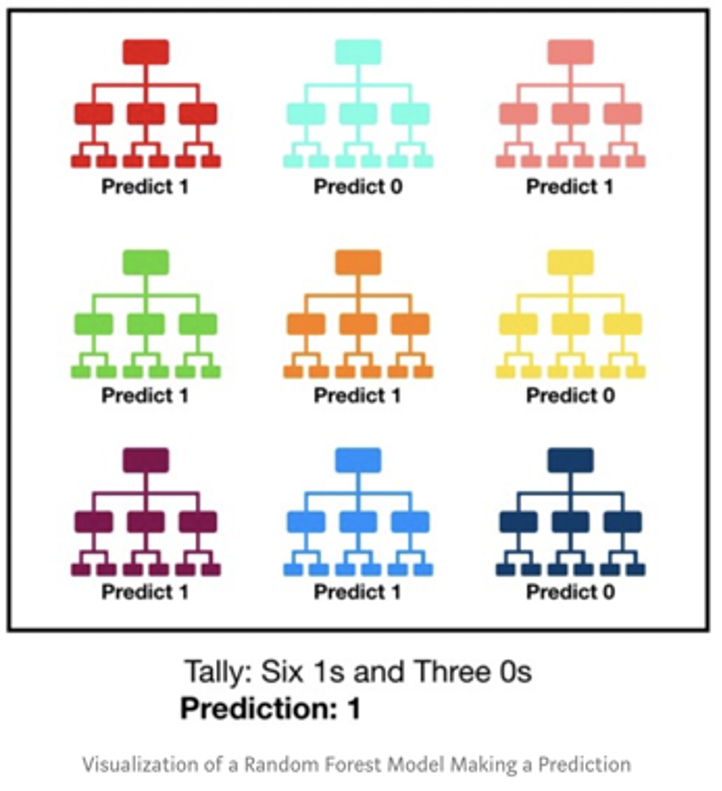 Predict 1 Predict 0 Predict 1
Predict 1 Predict 1 Predict 0
Predict 1 Predict 1 Predict 0
Tally: Six 1s and Three 0s
Prediction: 1
Visualization of a Random Forest Model Making a Prediction